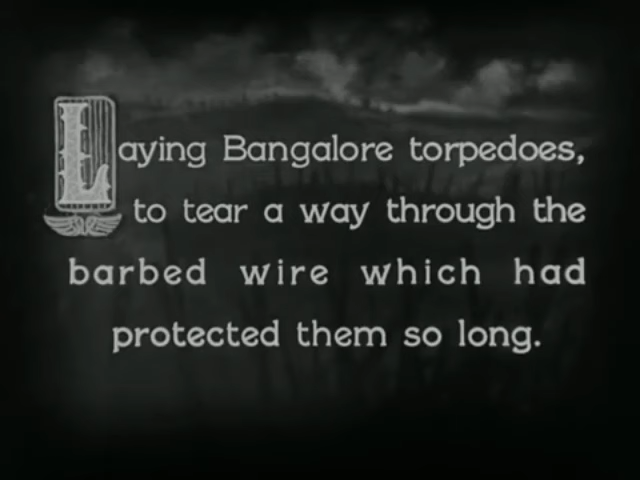 Laying Bangalore torpedoes,
to tear a way through the
barbed wire which had
protected them so long.